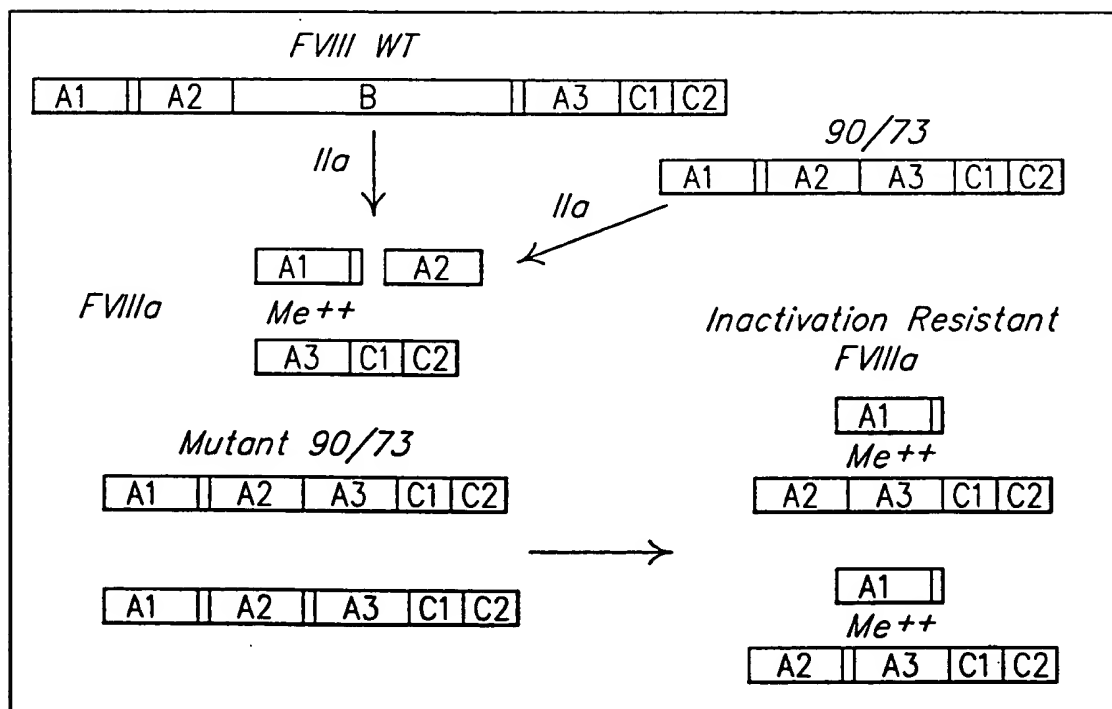 FVIII WT
A1 A2 B A3 C1 C2
90/73
A1 A2 A3 C1 C2
IIa
IIa
A1 A2
FVIIIa
Me++
A3 C1 C2
Inactivation Resistant
FVIIIa
A1
Me++
A2 A3 C1 C2
Mutant 90/73
A1 A2 A3 C1 C2
A1 A2 A3 C1 C2
A1
Me++
A2 A3 C1 C2